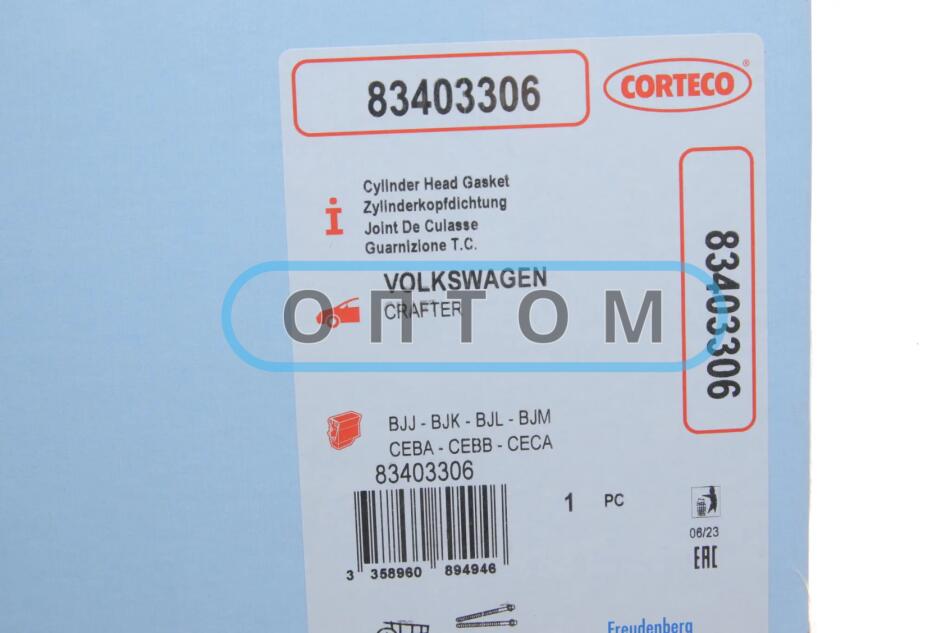 83403306
CORTECO®
Cylinder Head Gasket
Zylinderkopfdichtung
Joint De Culasse
Guarnizione T.C.
VOLKSWAGEN
CRAFTER
ОПТОМ
83403306
BJJ - BJK - BJL - BJM
CEBA - CEBB - CECA
83403306
3 358960 894946
1 PC
06/23
EAC
Freudenberg